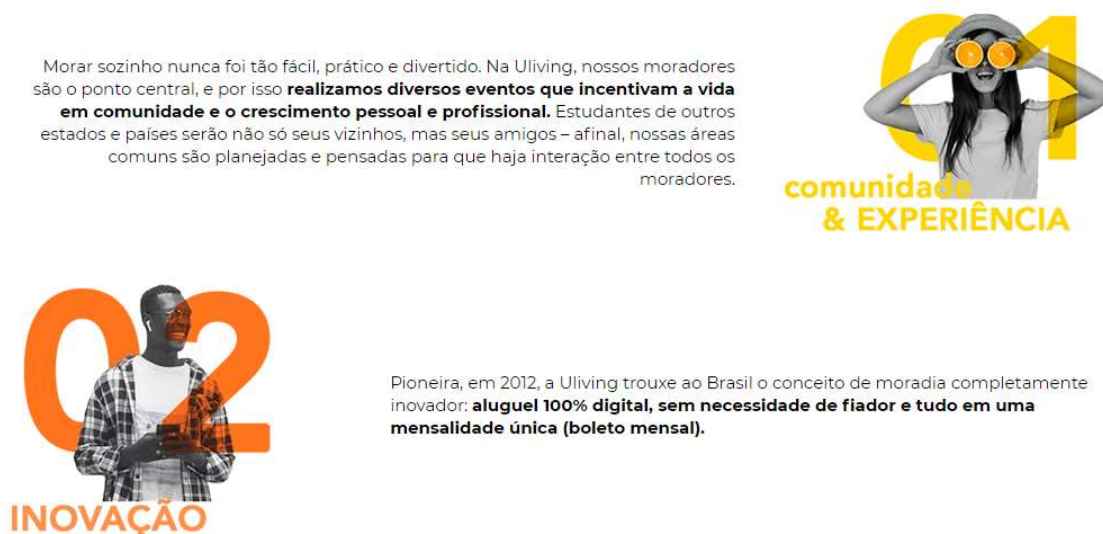 Morar sozinho nunca foi tão fácil, prático e divertido. Na Uliving, nossos moradores
são o ponto central, e por isso realizamos diversos eventos que incentivam a vida
em comunidade e o crescimento pessoal e profissional. Estudantes de outros
estados e países serão não só seus vizinhos, mas seus amigos – afinal, nossas áreas
comuns são planejadas e pensadas para que haja interação entre todos os
moradores.
01
comunidade
& EXPERIÊNCIA
02
INOVAÇÃO
Pioneira, em 2012, a Uliving trouxe ao Brasil o conceito de moradia completamente
inovador: aluguel 100% digital, sem necessidade de fiador e tudo em uma
mensalidade única (boleto mensal).